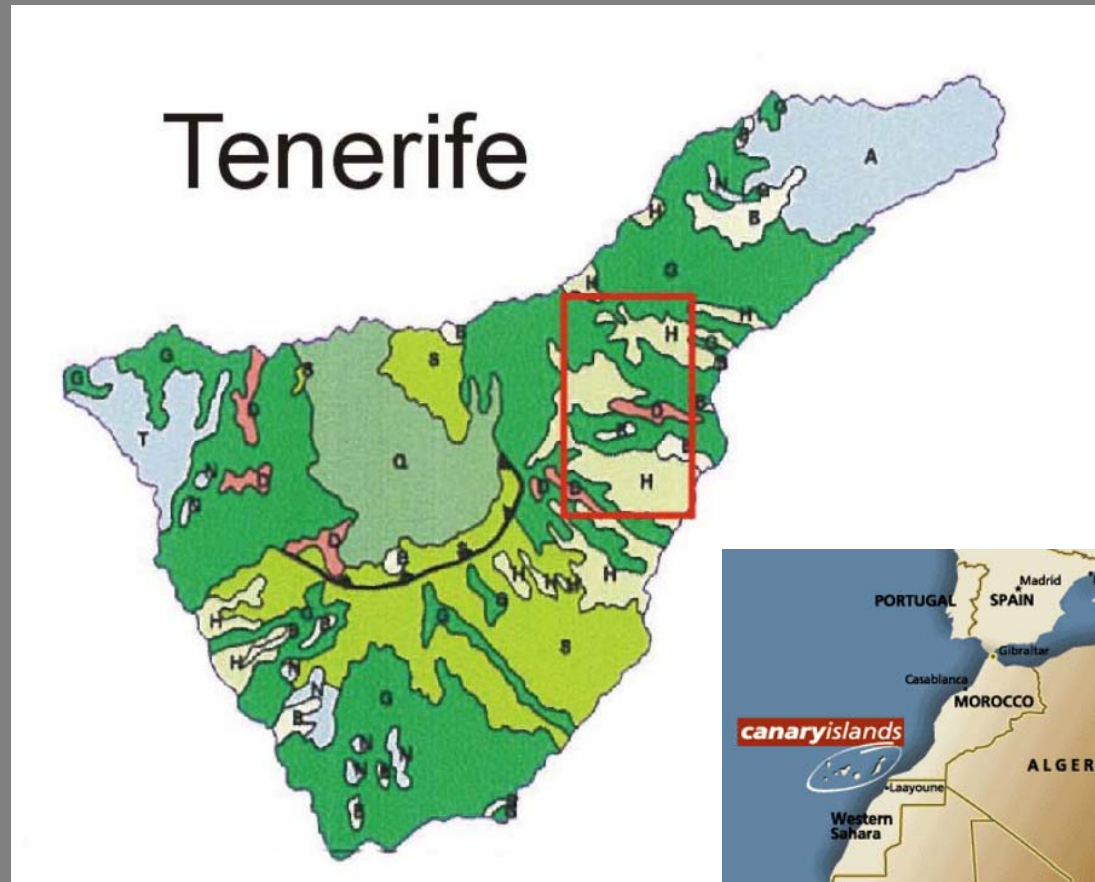 Tenerife
G
A
N
G
B
H
G
H
H
H
G
B
S
G
S
G
T
D
D
Q
N
D
H
D
D
H
D
B
S
H
H
H
H
H
G
G
S
H
N
N
B
G
N
N
N
B
Madrid
PORTUGAL
SPAIN
Gibraltar
Casablanca
MOROCCO
canaryislands
ALGER
Laayoune
Western
Sahara